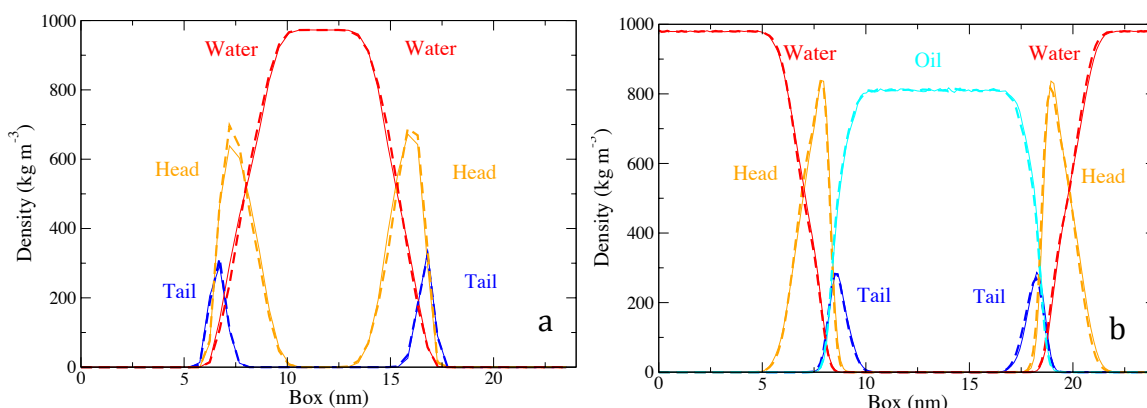 1000
800
600
400
200
0
Density (kg m-3)
Water
Water
Head
Head
Tail
Tail
a
0
5
10
15
20
Box (nm)
1000
800
600
400
200
0
Density (kg m-3)
Water
Oil
Water
Head
Head
Tail
Tail
b
0
5
10
15
20
Box (nm)